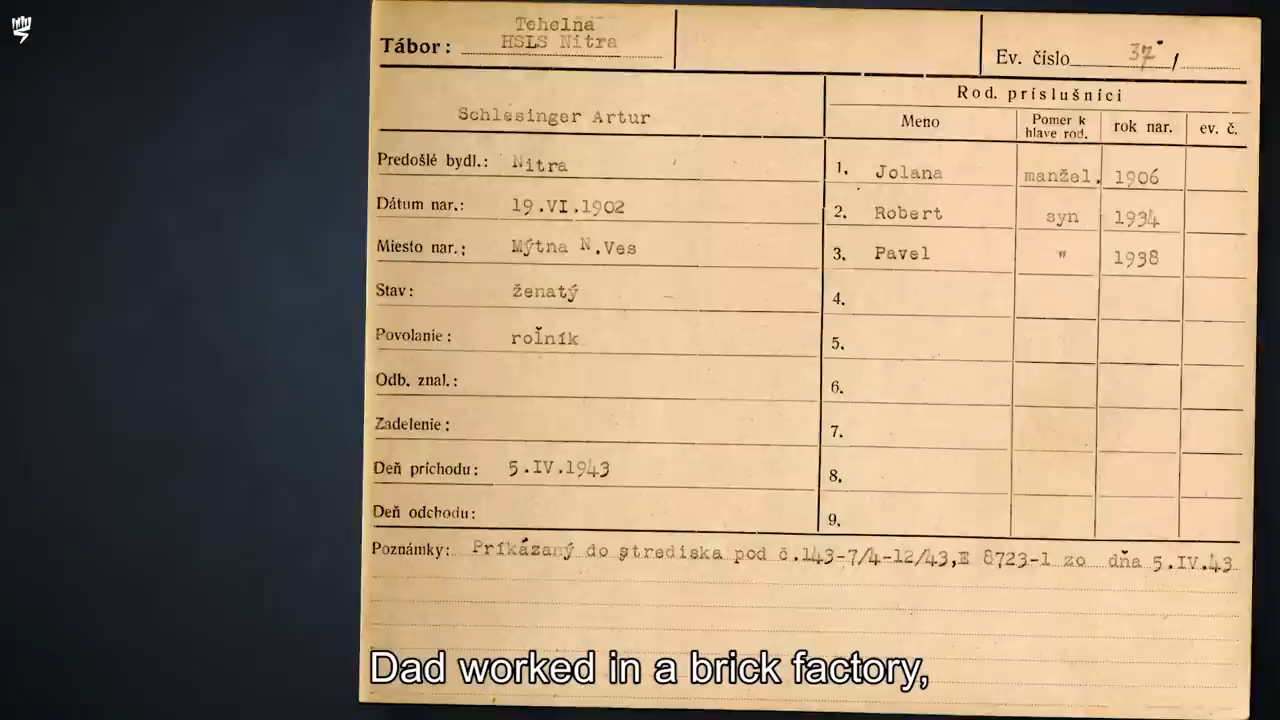 Tábor: Tehelna
HSLS Nitra
Ev. číslo 37 /
Schlesinger Artur
Rod. príslušníci
Meno
Pomer k hlave rod.
rok nar.
ev. č.
Predošlé bydl.: Nitra
1. Jolana manžel. 1906
Dátum nar.: 19.VI.1902
2. Robert syn 1934
Miesto nar.: Mýtna N.Ves
3. Pavel " 1938
Stav: ženatý
4.
Povolanie: roľník
5.
Odb. znal.:
6.
Zadelenie:
7.
Deň príchodu: 5.IV.1943
8.
Deň odchodu:
9.
Poznámky: Príkázaný do strediska pod č.143-7/4-12/43,E 8723-1 zo dňa 5.IV.43
Dad worked in a brick factory,